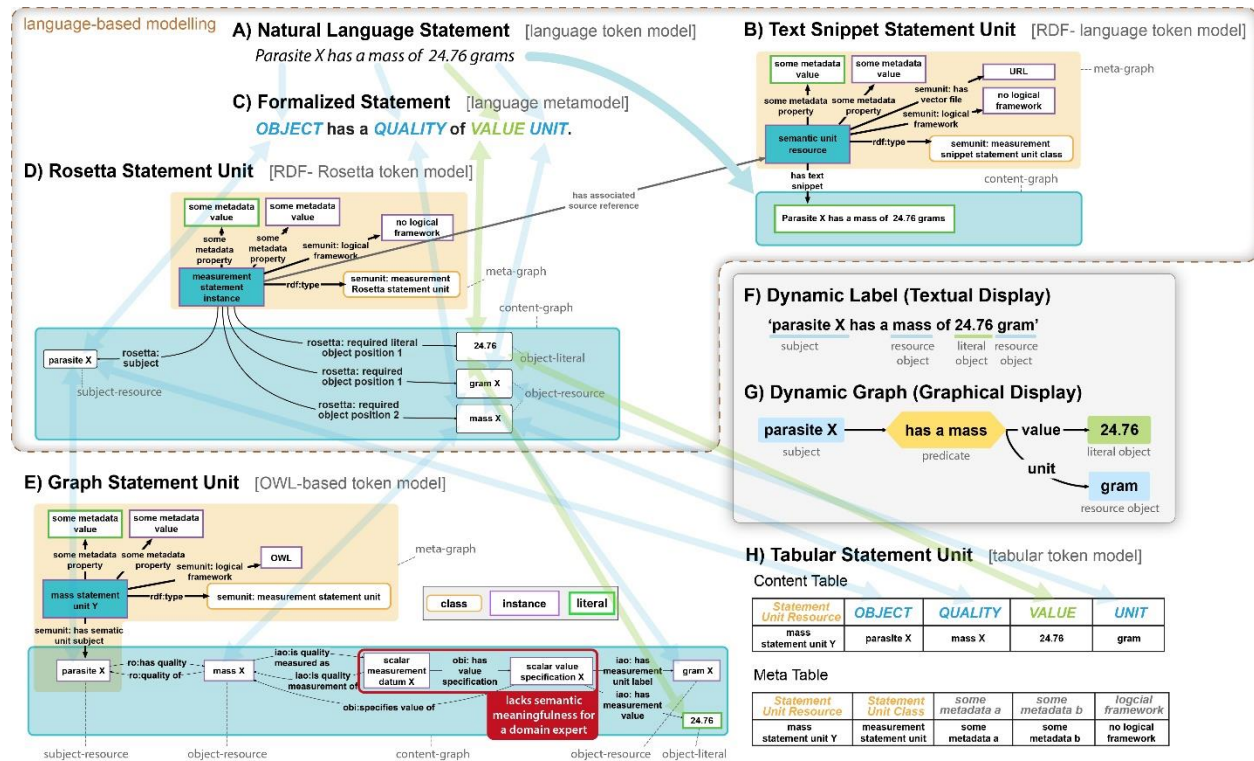 language-based modelling
A) Natural Language Statement [language token model]
Parasite X has a mass of 24.76 grams
B) Text Snippet Statement Unit [RDF- language token model]
some metadata
value
some metadata
value
URL
meta-graph
some metadata
property
some metadata
property
semunit: has
vector file
no logical
framework
semunit: logical
framework
semantic unit
resource
rdf:type
semunit: measurement
snippet statement unit class
has text
snippet
content-graph
Parasite X has a mass of 24.76 grams
C) Formalized Statement [language metamodel]
OBJECT has a QUALITY of VALUE UNIT.
D) Rosetta Statement Unit [RDF- Rosetta token model]
has associated
source reference
some metadata
value
some metadata
value
no logical
framework
some
metadata
property
some
metadata
property
semunit: logical
framework
meta-graph
measurement
statement
instance
rdf:type
semunit: measurement
Rosetta statement unit
content-graph
parasite X
rosetta:
subject
subject-resource
rosetta: required literal
object position 1
24.76
object-literal
rosetta: required
object position 1
gram X
object-resource
rosetta: required
object position 2
mass X
F) Dynamic Label (Textual Display)
‘parasite X has a mass of 24.76 gram’
subject
resource
object
literal
object
resource
object
G) Dynamic Graph (Graphical Display)
parasite X
subject
has a mass
predicate
value
24.76
literal object
unit
gram
resource object
E) Graph Statement Unit [OWL-based token model]
some metadata
value
some metadata
value
some metadata
property
some
metadata
property
semunit: logical
framework
OWL
meta-graph
mass statement
unit Y
rdf:type
semunit: measurement statement unit
class
instance
literal
semunit: has sematic
unit subject
parasite X
ro:has quality
ro:quality of
mass X
iao:is quality
measured as
iao:is quality
measurement of
scalar
measurement
datum X
obi: has
value
specification
scalar value
specification X
iao: has
measurement
unit label
gram X
iao: has
measurement
value
24.76
obi:specifies value of
lacks semantic
meaningfulness for
a domain expert
subject-resource
object-resource
content-graph
object-resource
object-literal
H) Tabular Statement Unit [tabular token model]
Content Table
Statement
Unit Resource
OBJECT
QUALITY
VALUE
UNIT
mass
statement unit Y
parasite X
mass X
24.76
gram
Meta Table
Statement
Unit Resource
Statement
Unit Class
some
metadata a
some
metadata b
logcial
framework
mass
statement unit Y
measurement
statement unit
some
metadata a
some
metadata b
no logical
framework